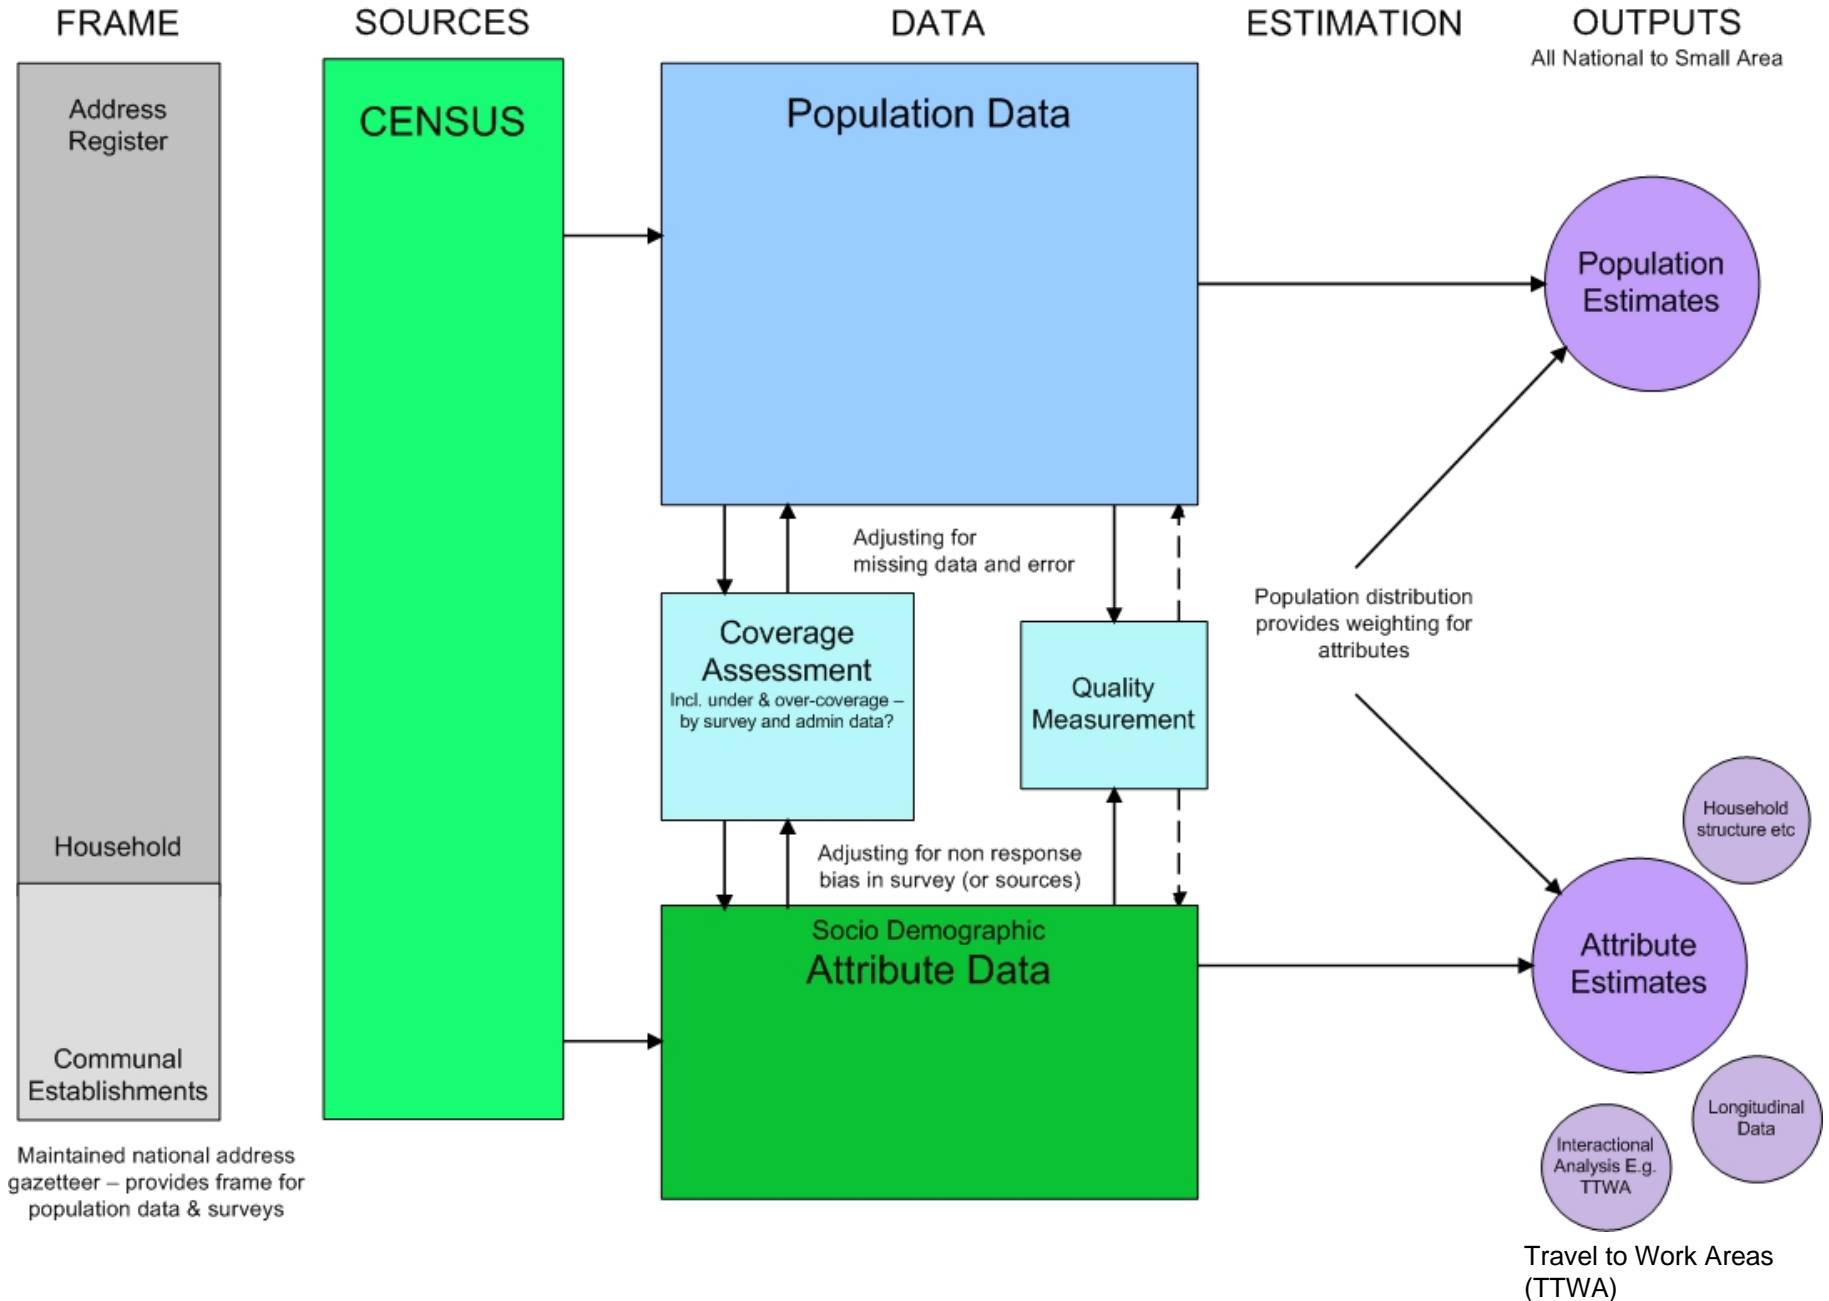 FRAME
SOURCES
DATA
ESTIMATION
OUTPUTS
All National to Small Area
Address
Register
Household
Communal
Establishments
Maintained national address
gazetteer – provides frame for
population data & surveys
CENSUS
Population Data
Adjusting for
missing data and error
Coverage
Assessment
Incl. under & over-coverage –
by survey and admin data?
Quality
Measurement
Adjusting for non response
bias in survey (or sources)
Socio Demographic
Attribute Data
Population distribution
provides weighting for
attributes
Population
Estimates
Household
structure etc
Attribute
Estimates
Longitudinal
Data
Interactional
Analysis E.g.
TTWA
Travel to Work Areas
(TTWA)